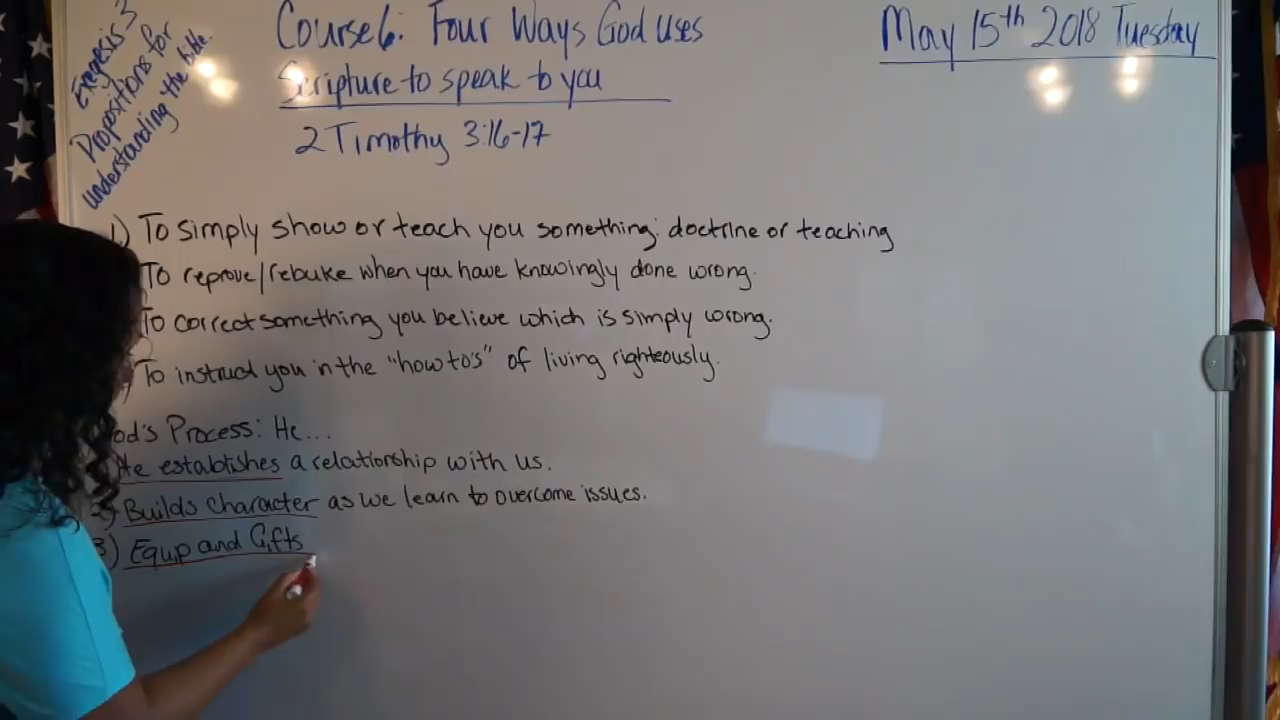 Exegesis 3
Propositions for
understanding the bible.
Course 6: Four Ways God uses
Scripture to speak to you
2 Timothy 3:16-17
May 15th 2018 Tuesday
1) To simply show or teach you something: doctrine or teaching
To reprove/rebuke when you have knowingly done wrong.
To correct something you believe which is simply wrong.
) To instruct you in the "how to's" of living righteously.
od's Process: He...
He establishes a relationship with us.
2) Builds character as we learn to overcome issues.
3) Equip and Gifts